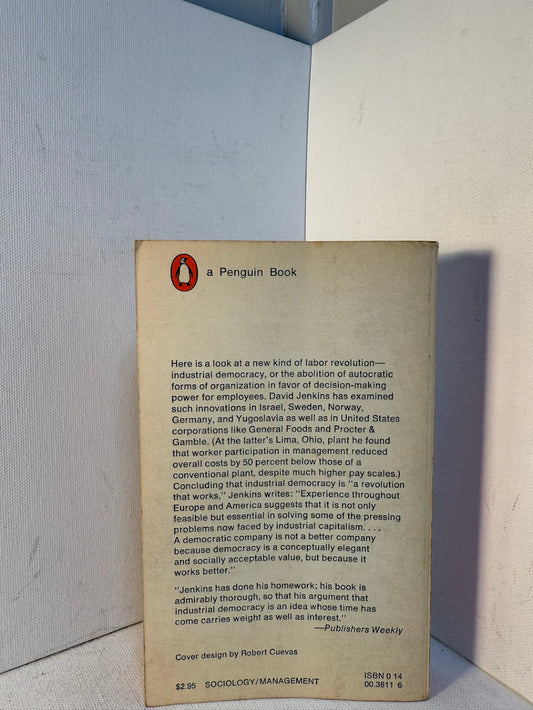 a Penguin Book
Here is a look at a new kind of labor revolution—
industrial democracy, or the abolition of autocratic
forms of organization in favor of decision-making
power for employees. David Jenkins has examined
such innovations in Israel, Sweden, Norway,
Germany, and Yugoslavia as well as in United States
corporations like General Foods and Procter &
Gamble. (At the latter's Lima, Ohio, plant he found
that worker participation in management reduced
overall costs by 50 percent below those of a
conventional plant, despite much higher pay scales.)
Concluding that industrial democracy is "a revolution
that works," Jenkins writes: "Experience throughout
Europe and America suggests that it is not only
feasible but essential in solving some of the pressing
problems now faced by industrial capitalism. . . .
A democratic company is not a better company
because democracy is a conceptually elegant
and socially acceptable value, but because it
works better."
"Jenkins has done his homework; his book is
admirably thorough, so that his argument that
industrial democracy is an idea whose time has
come carries weight as well as interest."
—Publishers Weekly
Cover design by Robert Cuevas
ISBN 0 14
$2.95 SOCIOLOGY/MANAGEMENT 00.3811 6